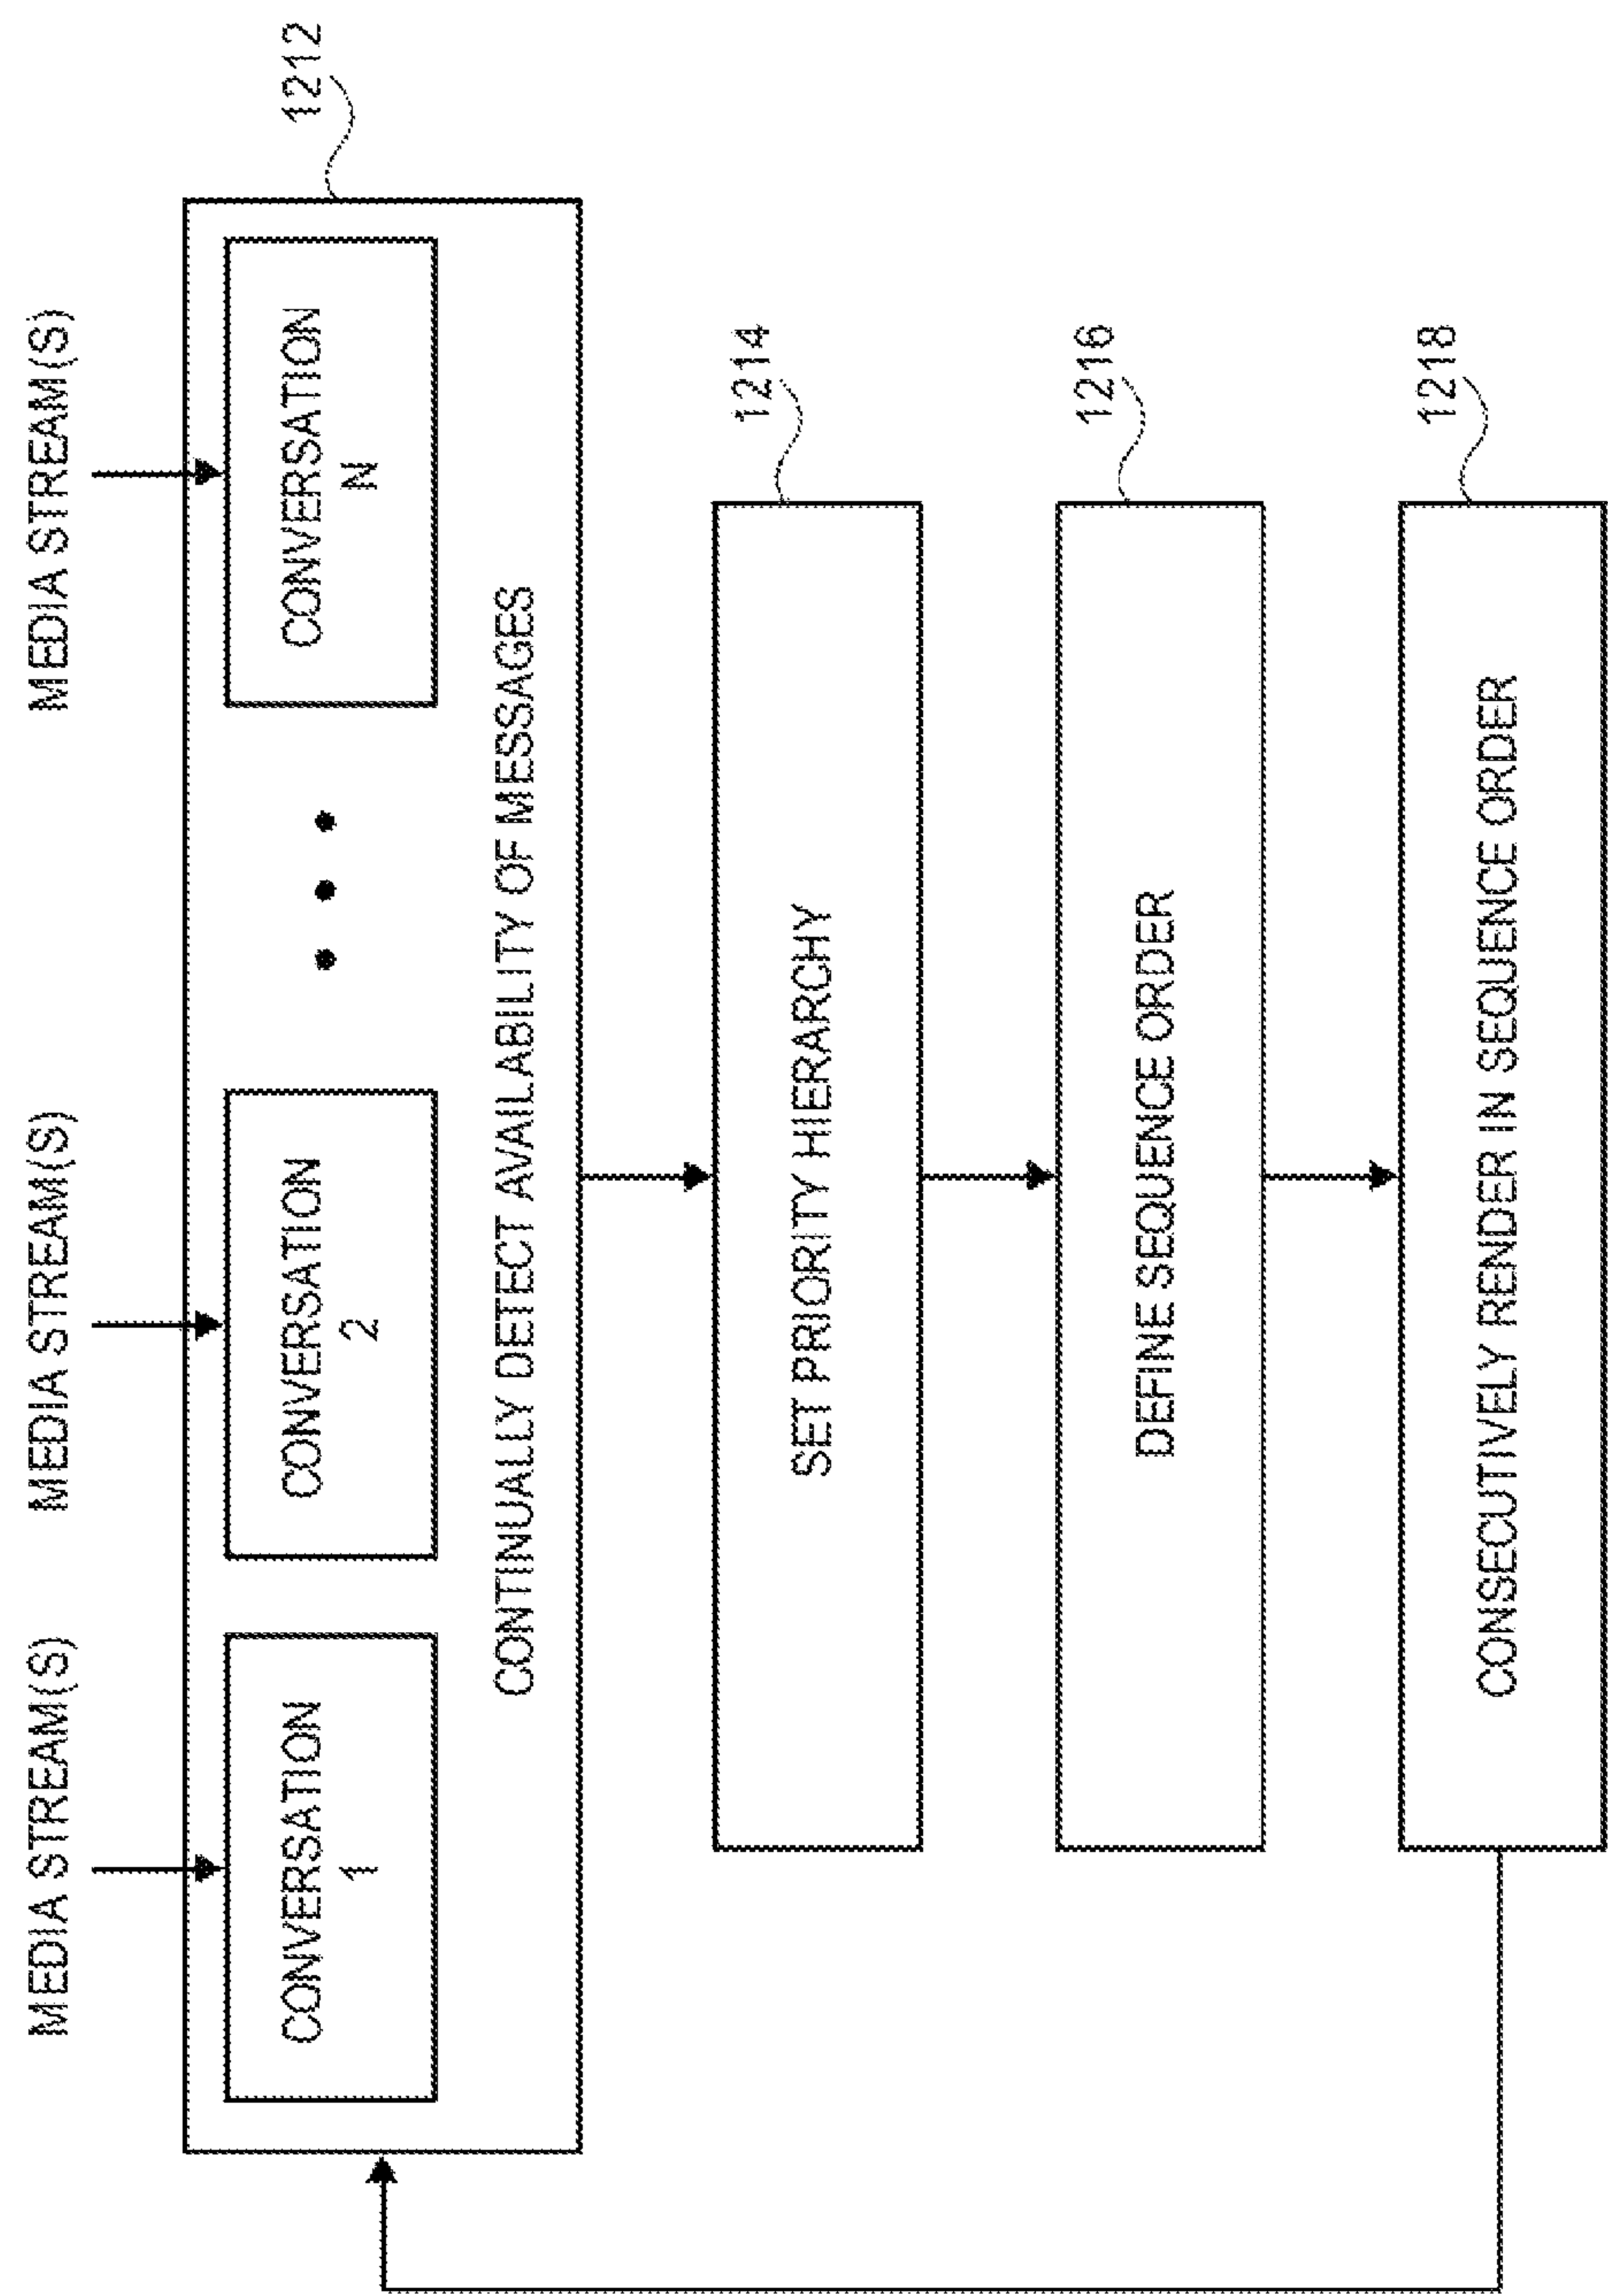 MEDIA STREAM(S)
MEDIA STREAM(S)
MEDIA STREAM(S)
CONVERSATION
1
CONVERSATION
2
CONVERSATION
N
CONTINUALLY DETECT AVAILABILITY OF MESSAGES
1212
SET PRIORITY HIERARCHY
1214
DEFINE SEQUENCE ORDER
1216
CONSECUTIVELY RENDER IN SEQUENCE ORDER
1218